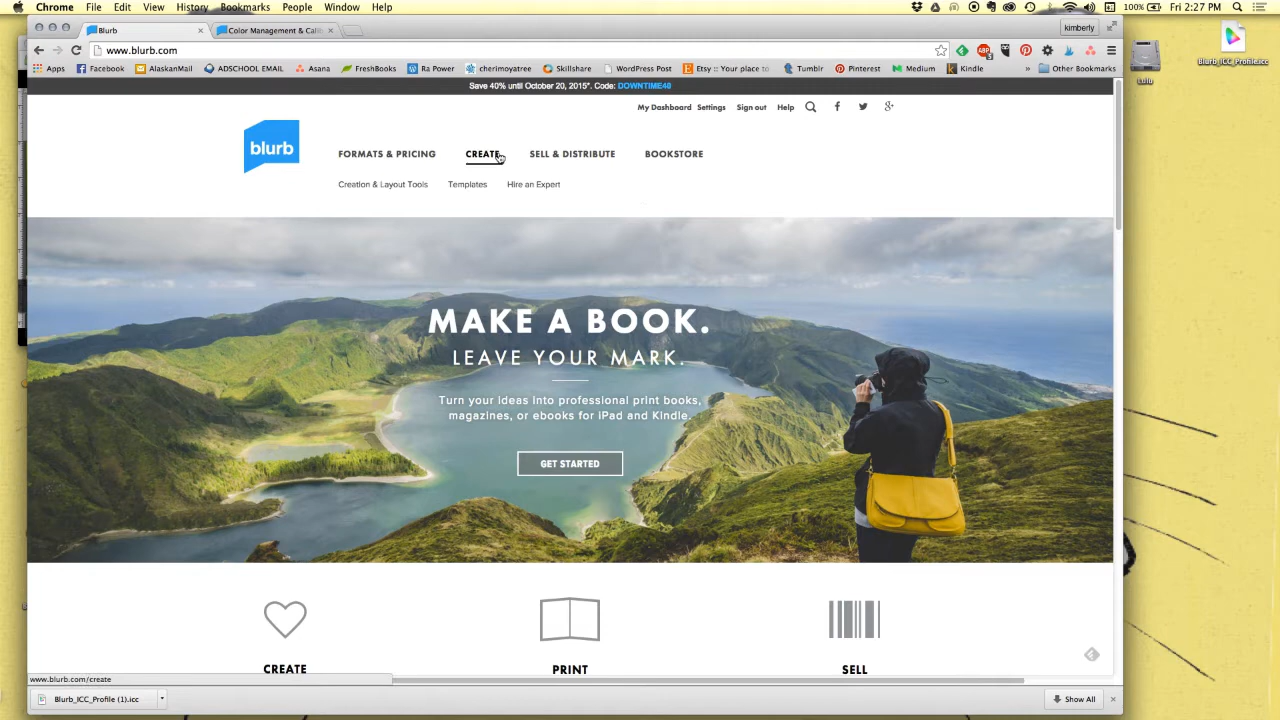 Chrome File Edit View History Bookmarks People Window Help 100% Fri 2:27 PM
Blurb
Color Management & Calib
kimberly
www.blurb.com
Apps Facebook AlaskanMail ADSCHOOL EMAIL Asana FreshBooks Ra Power cherimoyatree Skillshare WordPress Post Etsy :: Your place to Tumblr Pinterest Medium Kindle » Other Bookmarks
Blurb_ICC_Profile.icc
Save 40% until October 20, 2015*. Code: DOWNTIME48
My Dashboard Settings Sign out Help
blurb
FORMATS & PRICING CREATE SELL & DISTRIBUTE BOOKSTORE
Creation & Layout Tools Templates Hire an Expert
MAKE A BOOK.
LEAVE YOUR MARK.
Turn your ideas into professional print books,
magazines, or ebooks for iPad and Kindle.
GET STARTED
CREATE PRINT SELL
www.blurb.com/create
Blurb_ICC_Profile (1).icc
Show All